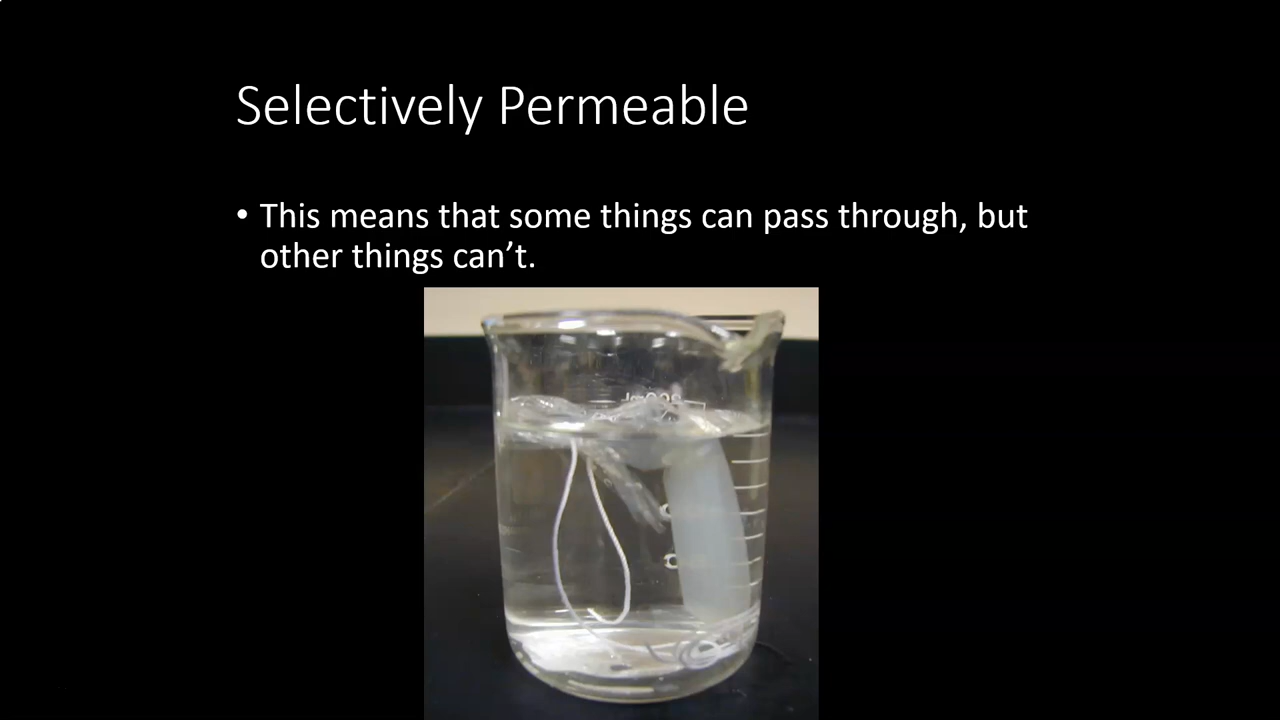 Selectively Permeable
• This means that some things can pass through, but
other things can’t.